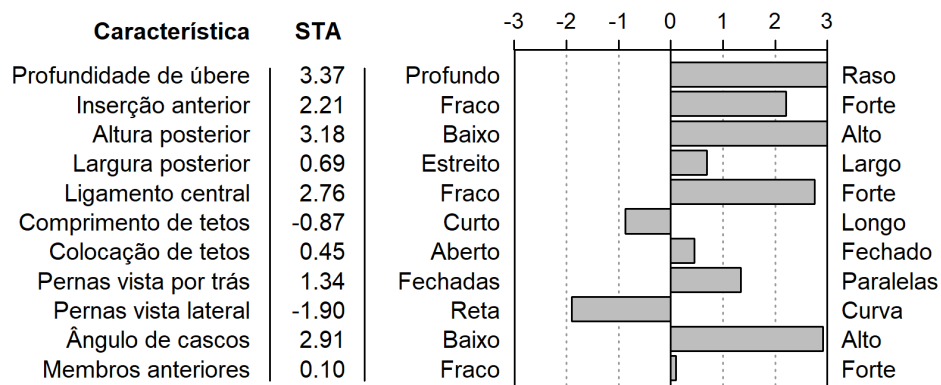 Característica STA -3 -2 -1 0 1 2 3
Profundidade de úbere 3.37 Profundo Raso
Inserção anterior 2.21 Fraco Forte
Altura posterior 3.18 Baixo Alto
Largura posterior 0.69 Estreito Largo
Ligamento central 2.76 Fraco Forte
Comprimento de tetos -0.87 Curto Longo
Colocação de tetos 0.45 Aberto Fechado
Pernas vista por trás 1.34 Fechadas Paralelas
Pernas vista lateral -1.90 Reta Curva
Ângulo de cascos 2.91 Baixo Alto
Membros anteriores 0.10 Fraco Forte